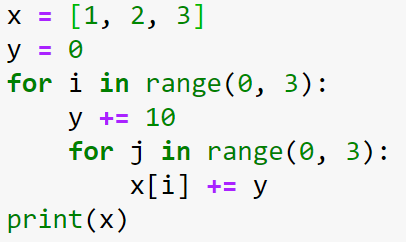 x = [1, 2, 3]
y = 0
for i in range(0, 3):
    y += 10
    for j in range(0, 3):
        x[i] += y
print(x)